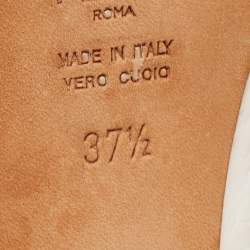 ROMA
MADE IN ITALY
VERO CUOIO
37½